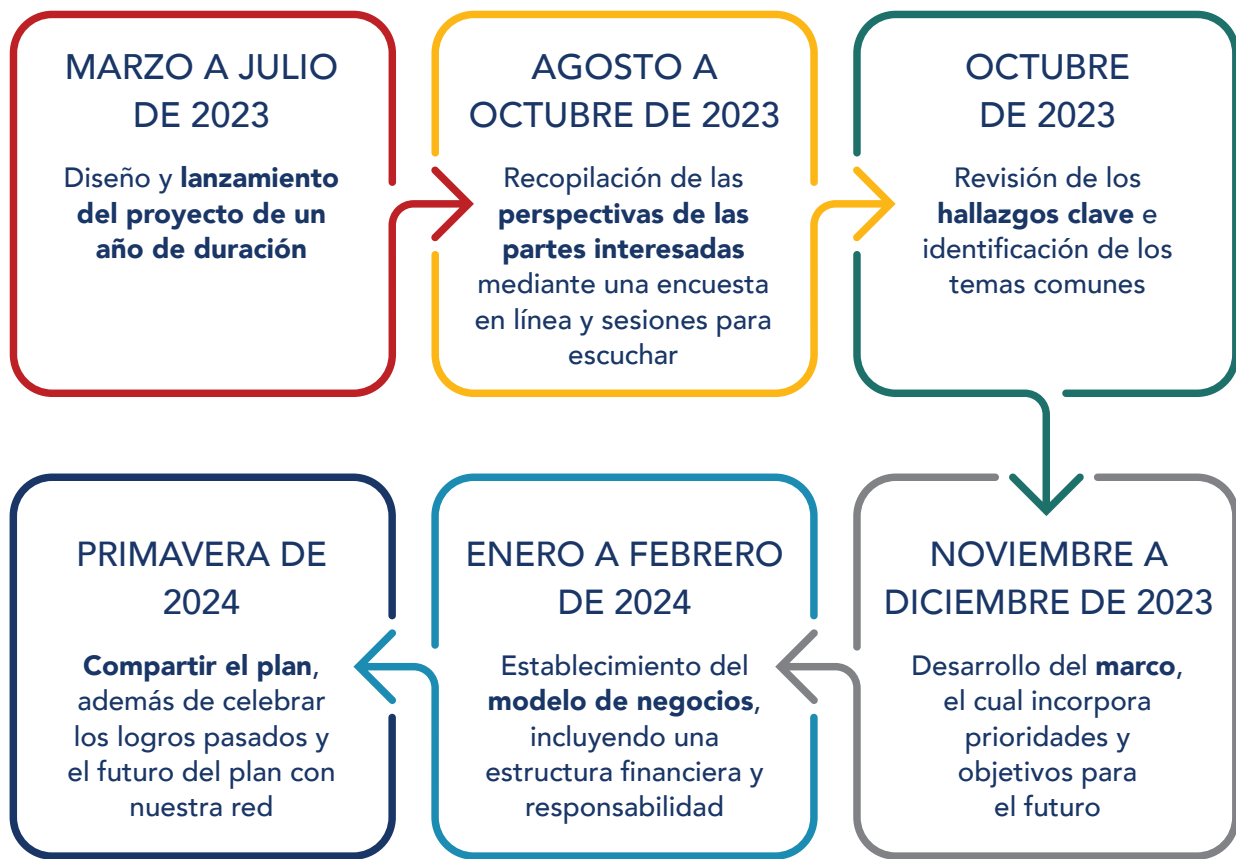 MARZO A JULIO
DE 2023
Diseño y lanzamiento
del proyecto de un
año de duración
AGOSTO A
OCTUBRE DE 2023
Recopilación de las
perspectivas de las
partes interesadas
mediante una encuesta
en línea y sesiones para
escuchar
OCTUBRE
DE 2023
Revisión de los
hallazgos clave e
identificación de los
temas comunes
NOVIEMBRE A
DICIEMBRE DE 2023
Desarrollo del marco,
el cual incorpora
prioridades y
objetivos para
el futuro
ENERO A FEBRERO
DE 2024
Establecimiento del
modelo de negocios,
incluyendo una
estructura financiera y
responsabilidad
PRIMAVERA DE
2024
Compartir el plan,
además de celebrar
los logros pasados y
el futuro del plan con
nuestra red